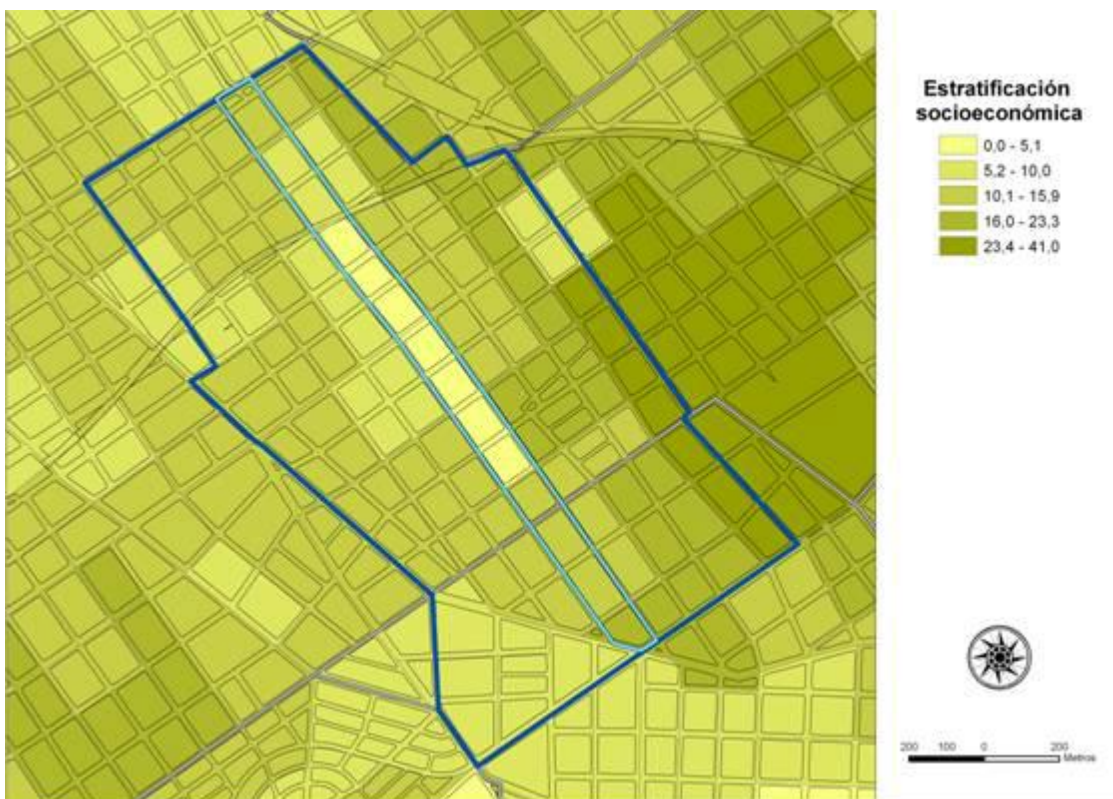 Estratificación
socioeconómica
0,0 - 5,1
5,2 - 10,0
10,1 - 15,9
16,0 - 23,3
23,4 - 41,0
200 100 0 200
Metros